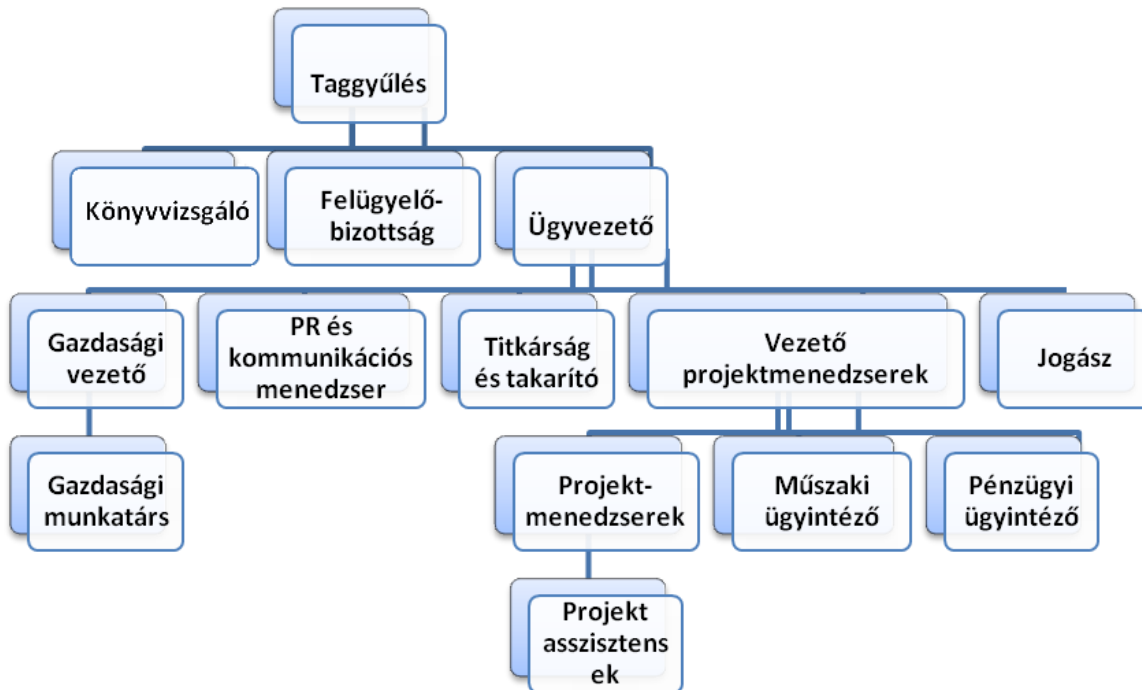 Taggyűlés
Könyvvizsgáló
Felügyelő-
bizottság
Ügyvezető
Gazdasági
vezető
PR és
kommunikációs
menedzser
Titkárság
és takarító
Vezető
projektmenedzserek
Jogász
Gazdasági
munkatárs
Projekt-
menedzserek
Műszaki
ügyintéző
Pénzügyi
ügyintéző
Projekt
asszisztens
ek